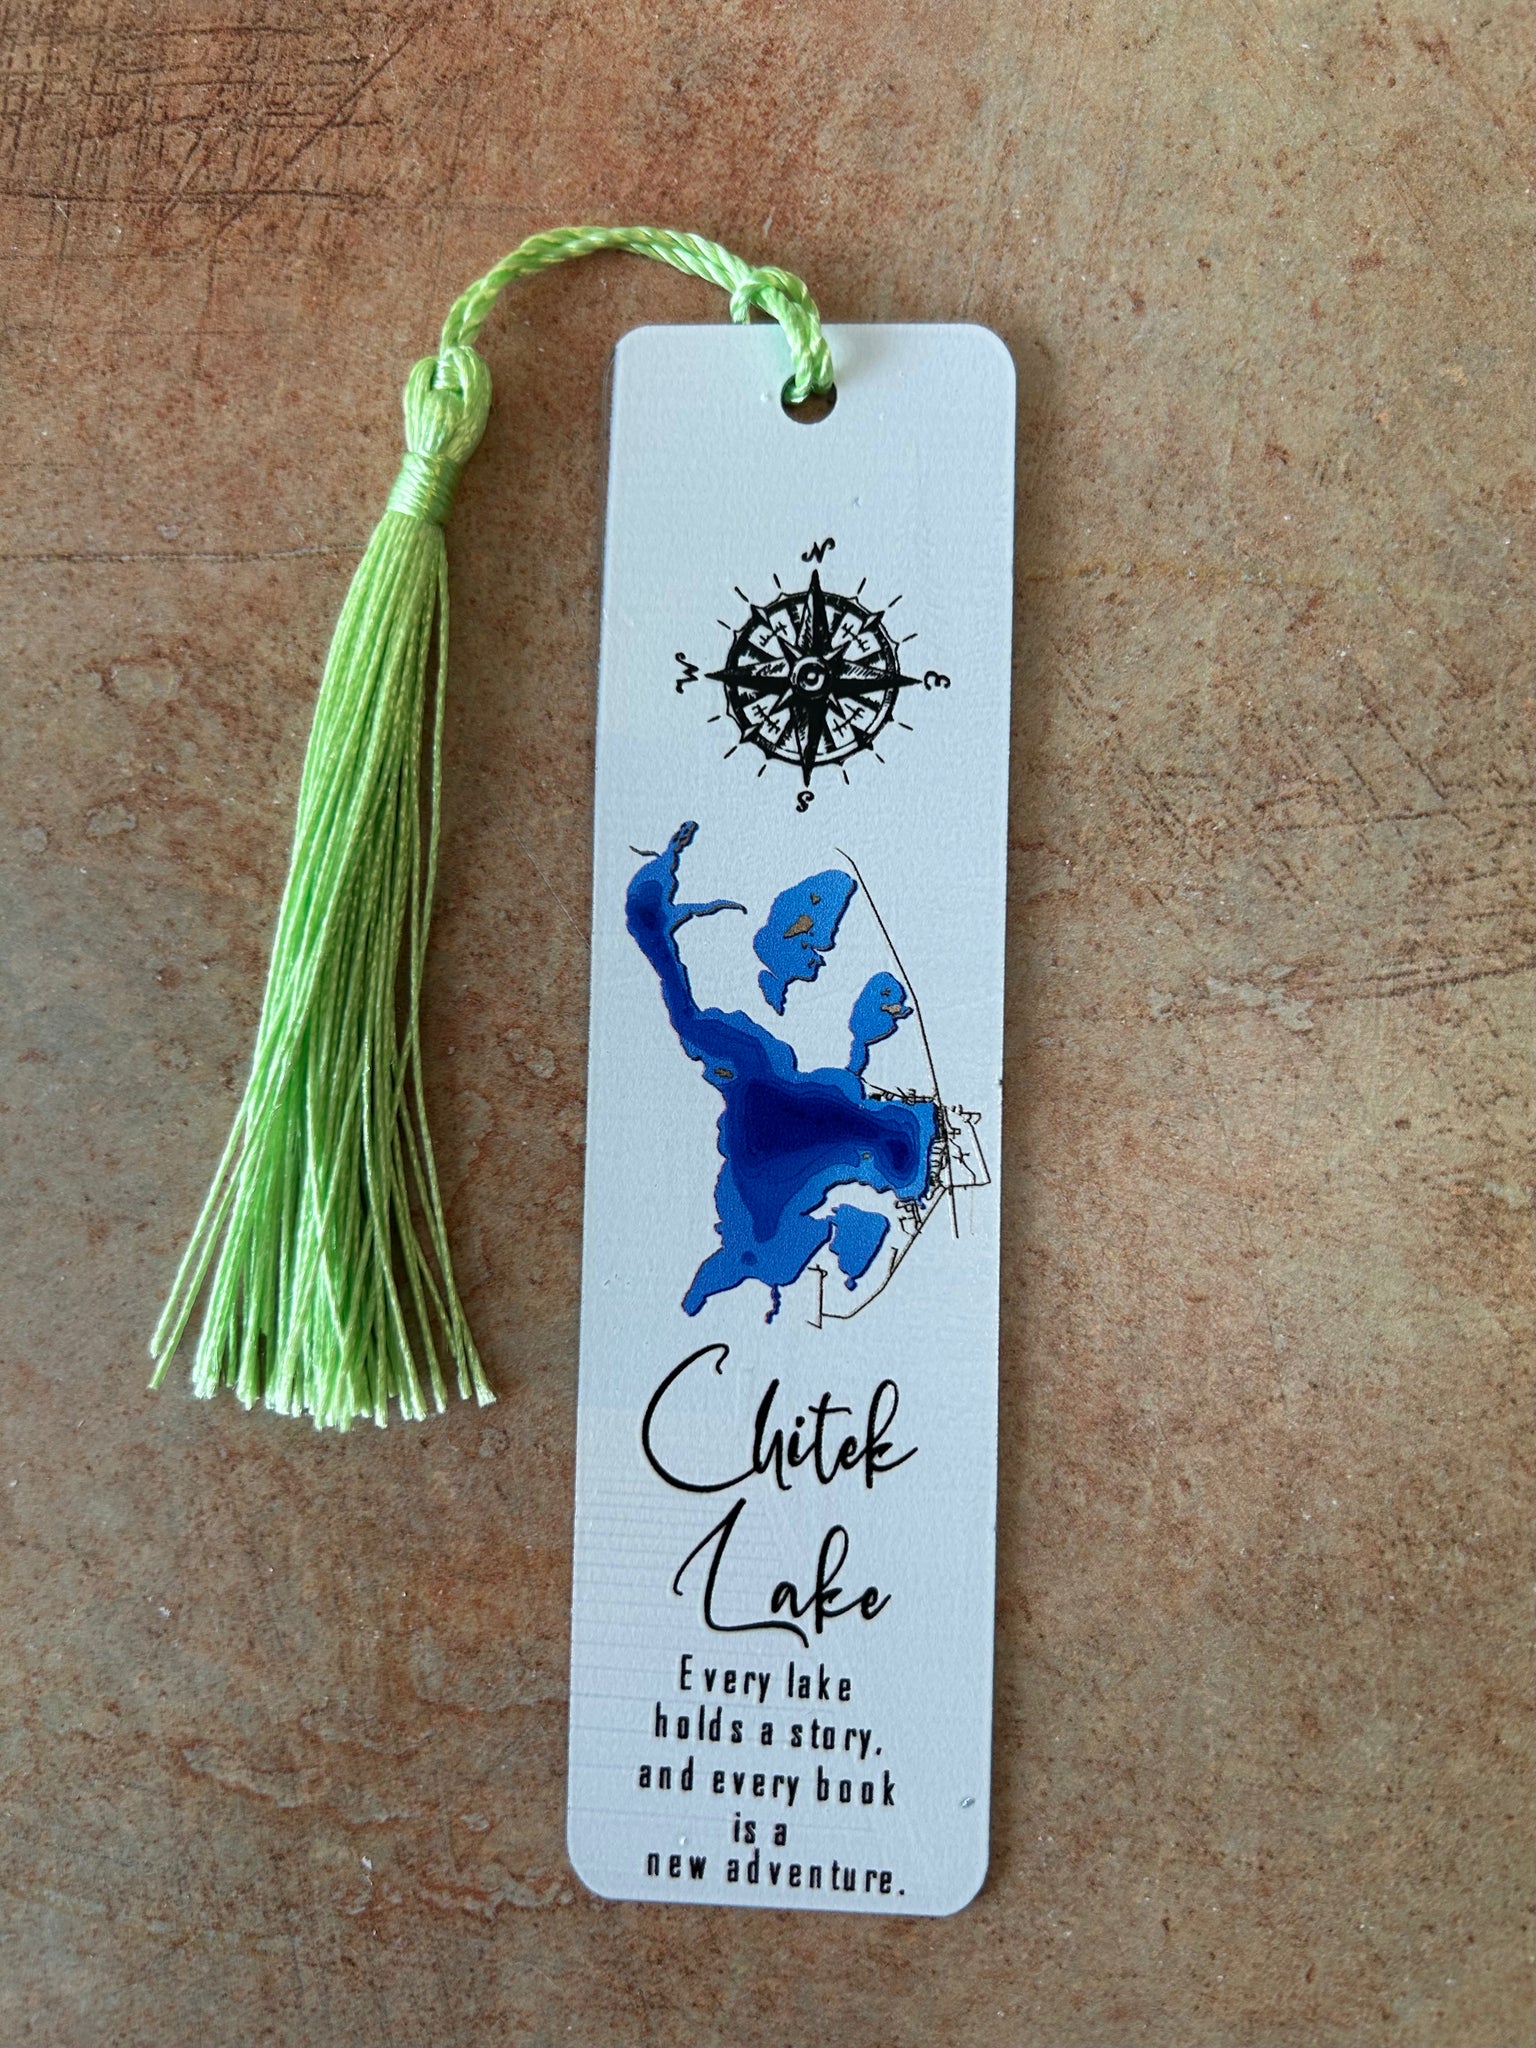 N
W
E
S
Chitek
Lake
Every lake
holds a story,
and every book
is a
new adventure.